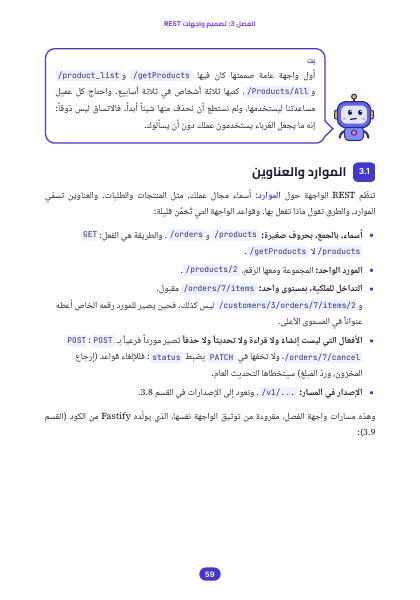 الفصل 3: تصميم واجهات REST
بت
أول واجهة عامة صممتها كان فيها /getProducts و /product_list
و /Products/All، كتبها ثلاثة أشخاص في ثلاثة أسابيع. واحتاج كل عميل
مساعدتنا ليستخدمها، ولم نستطع أن نحذف منها شيئاً أبداً. فالاتساق ليس ذوقاً:
إنه ما يجعل الغرباء يستخدمون عملك دون أن يسألوك.
3.1 الموارد والعناوين
تنظّم REST الواجهة حول الموارد: أسماء مجال عملك، مثل المنتجات والطلبات. والعناوين تسمّي
الموارد، والطرق تقول ماذا تفعل بها. وقواعد الواجهة التي تُخمَّن قليلة:
• أسماء، بالجمع، بحروف صغيرة: /products و /orders. والطريقة هي الفعل: GET
/products لا /getProducts.
• المورد الواحد: المجموعة ومعها الرقم، /products/2.
• التداخل للملكية، بمستوى واحد: /orders/7/items مقبول،
و /customers/3/orders/7/items/2 ليس كذلك. فحين يصير للمورد رقمه الخاص أعطه
عنواناً في المستوى الأعلى.
• الأفعال التي ليست إنشاءً ولا قراءة ولا تحديثاً ولا حذفاً تصير مورداً فرعياً بـ POST: POST
/orders/7/cancel. ولا تخفها في PATCH يضبط status: فللإلغاء قواعد (إرجاع
المخزون، وردّ المبلغ) سيتخطاها التحديث العام.
• الإصدار في المسار: /v1/...، ونعود إلى الإصدارات في القسم 3.8.
وهذه مسارات واجهة الفصل، مقروءة من توثيق الواجهة نفسها، الذي يولّده Fastify من الكود (القسم
3.9):
59